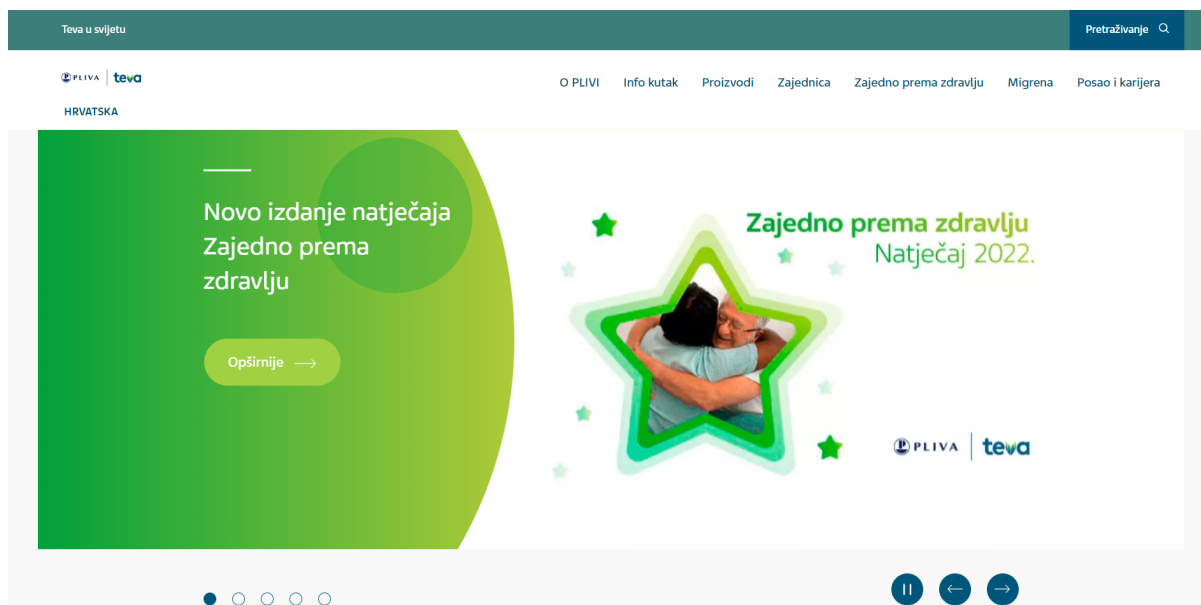 Teva u svijetu
Pretraživanje
PLIVA teva
HRVATSKA
O PLIVI Info kutak Proizvodi Zajednica Zajedno prema zdravlju Migrena Posao i karijera
Novo izdanje natječaja
Zajedno prema
zdravlju
Opširnije
Zajedno prema zdravlju
Natječaj 2022.
PLIVA teva